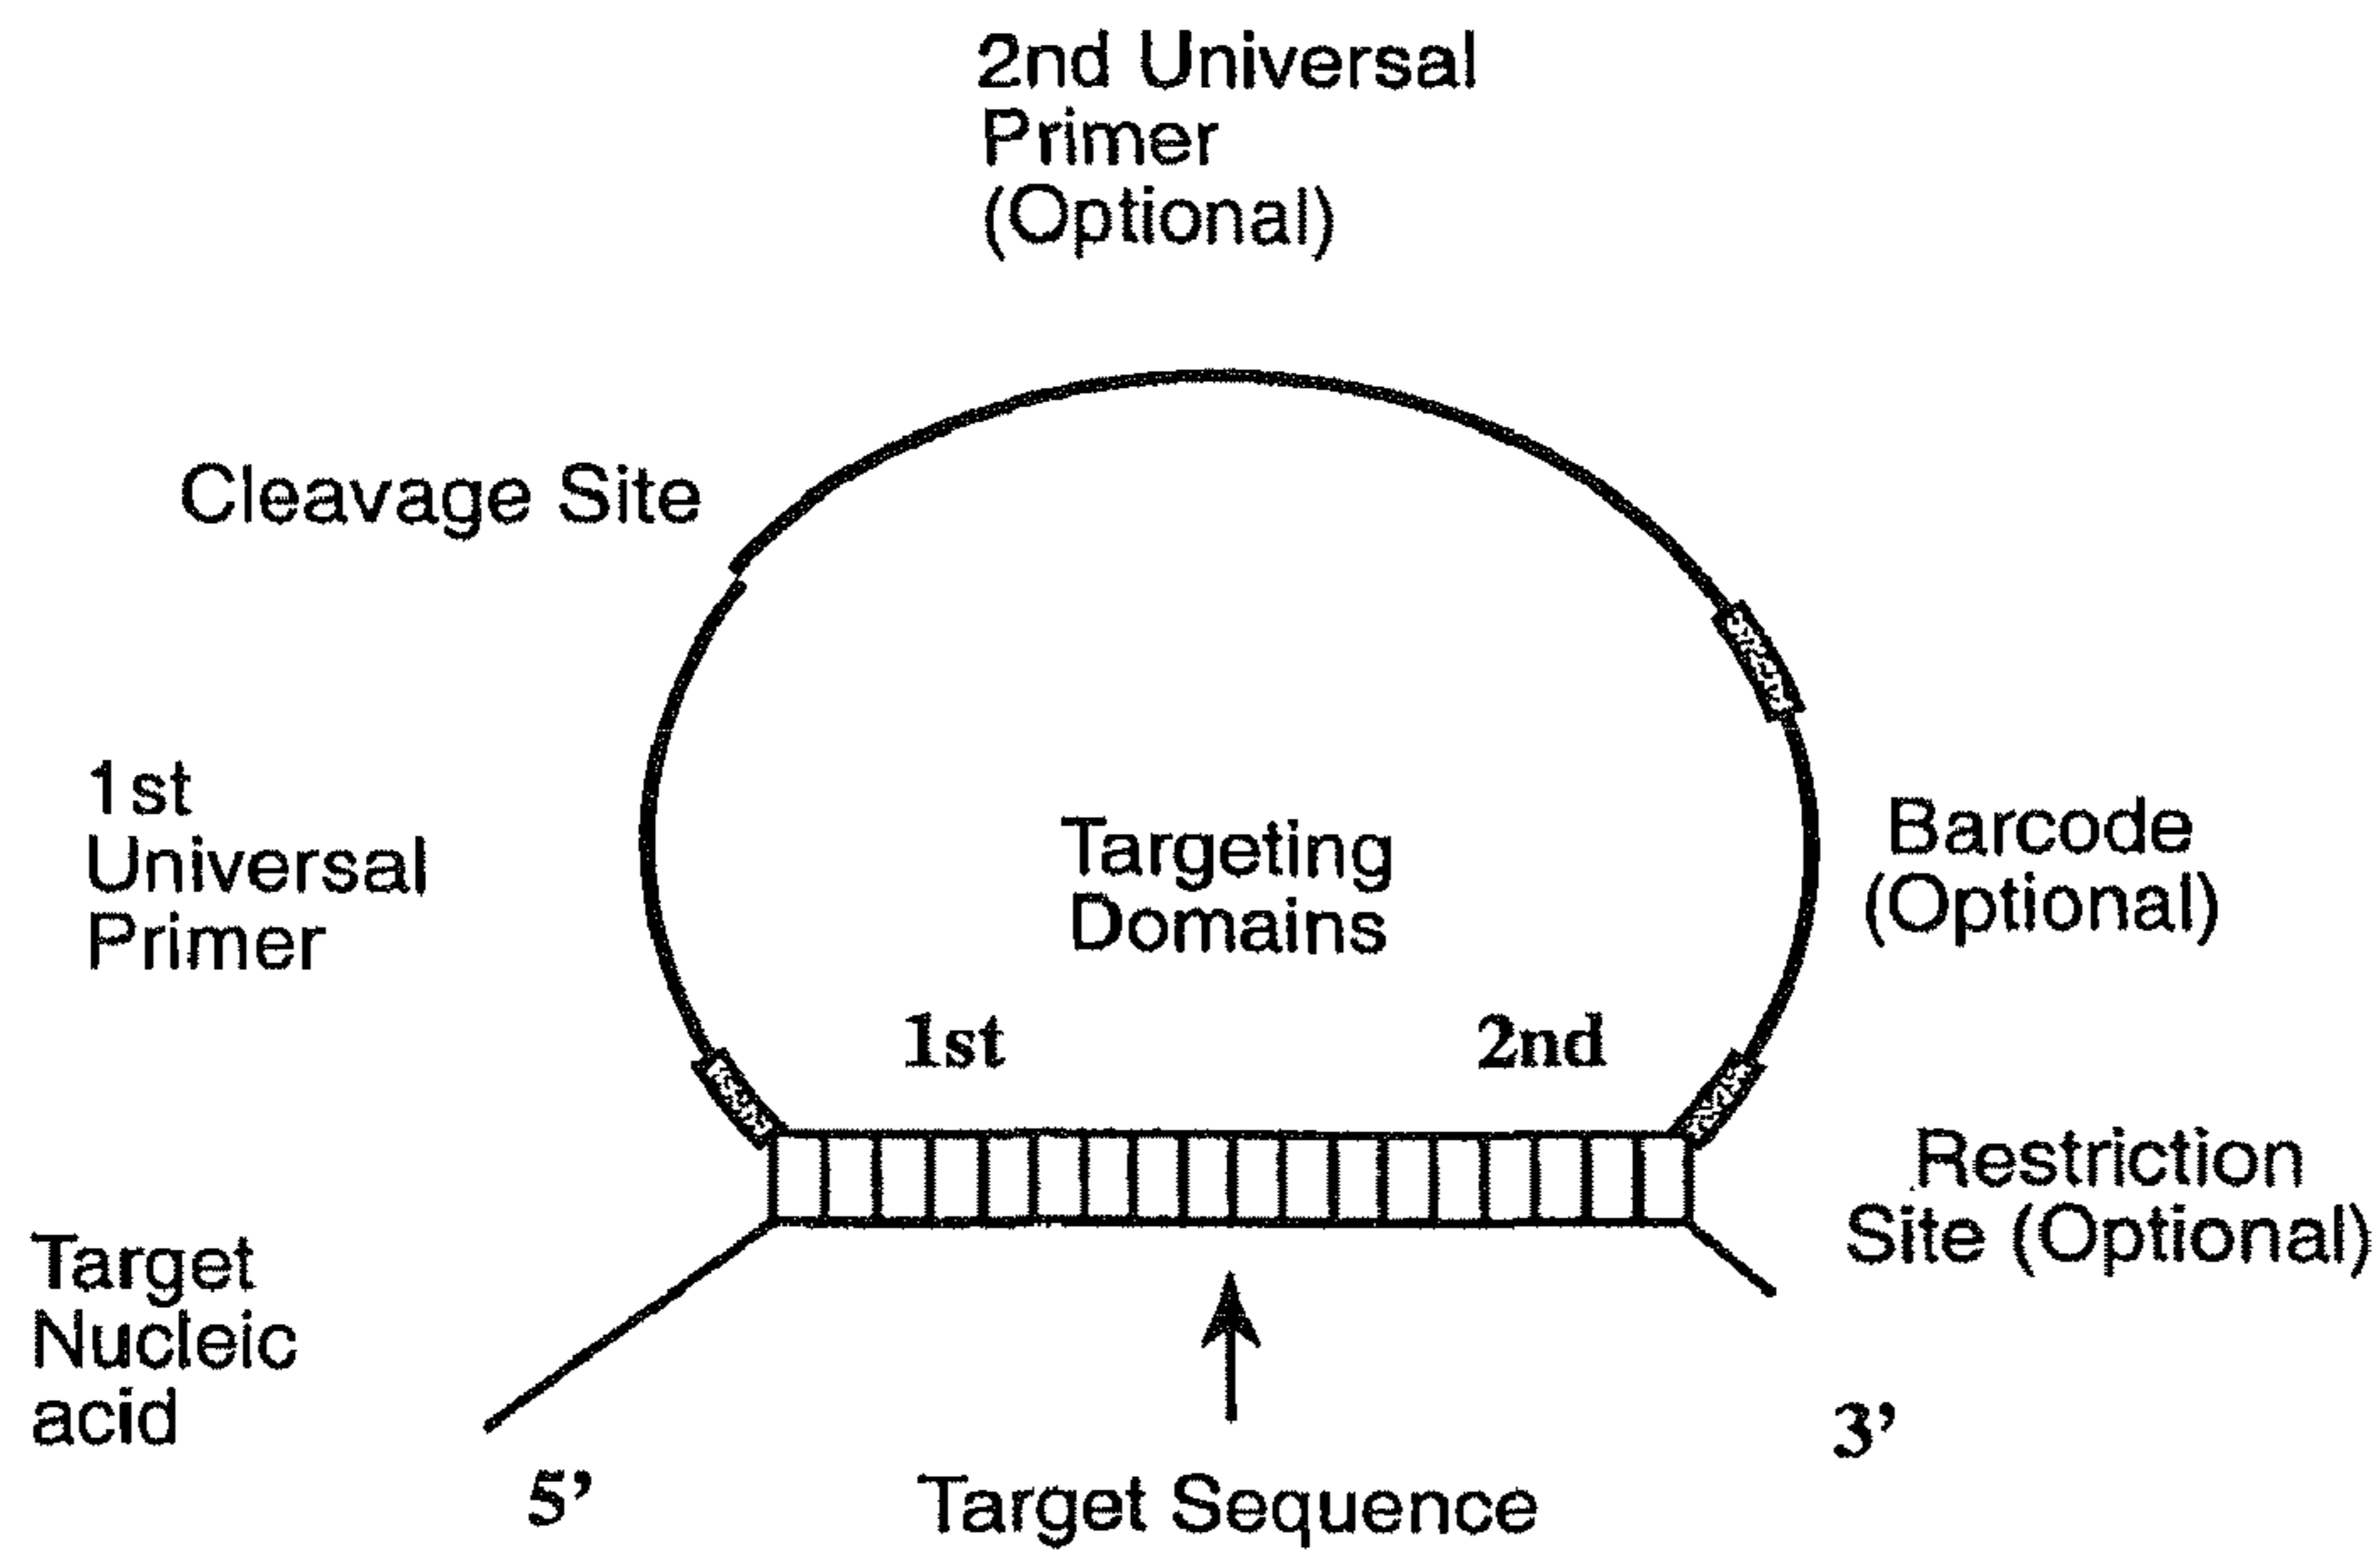 2nd Universal
Primer
(Optional)
Cleavage Site
1st
Universal
Primer
Targeting
Domains
Barcode
(Optional)
1st
2nd
Restriction
Site (Optional)
Target
Nucleic
acid
5’
Target Sequence
3’